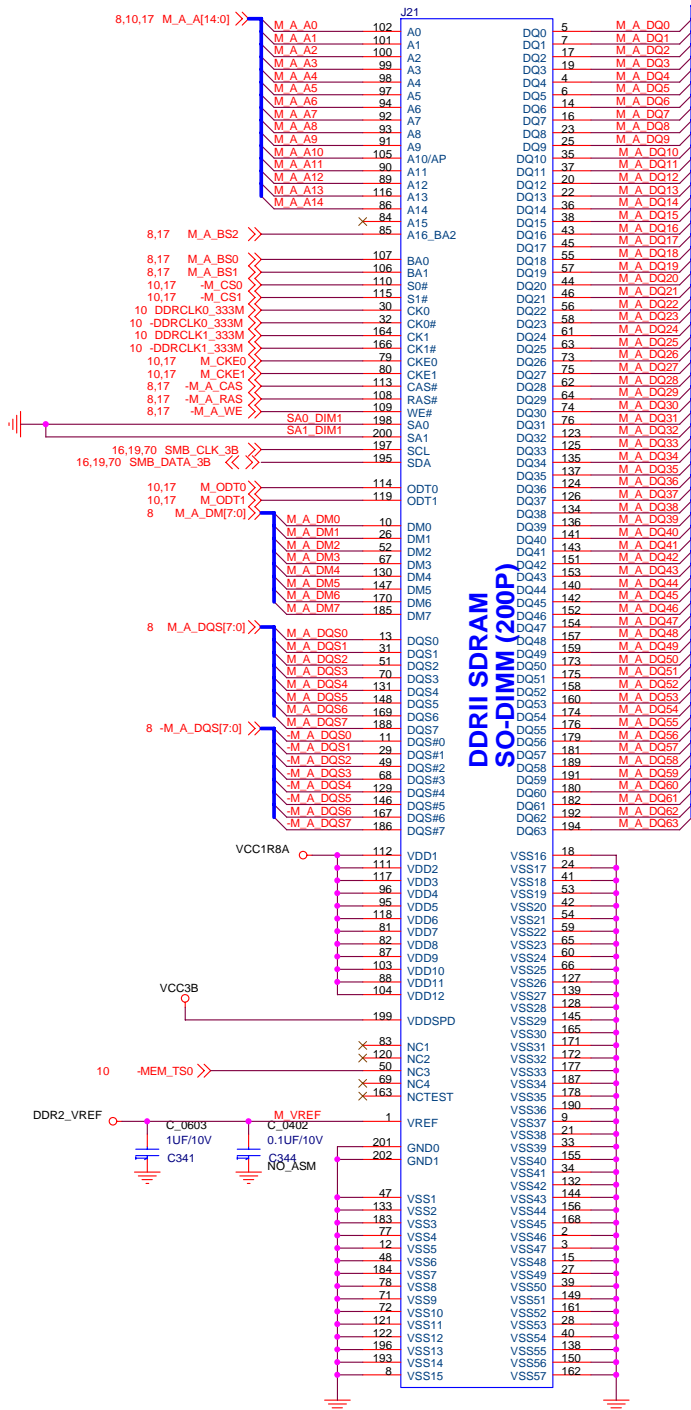 J21
8,10,17 M_A_A[14:0]
M_A_A0 102 A0
M_A_A1 101 A1
M_A_A2 100 A2
M_A_A3 99 A3
M_A_A4 98 A4
M_A_A5 97 A5
M_A_A6 94 A6
M_A_A7 92 A7
M_A_A8 93 A8
M_A_A9 91 A9
M_A_A10 105 A10/AP
M_A_A11 90 A11
M_A_A12 89 A12
M_A_A13 116 A13
M_A_A14 86 A14
84 A15
8,17 M_A_BS2 85 A16_BA2
8,17 M_A_BS0 107 BA0
8,17 M_A_BS1 106 BA1
10,17 -M_CS0 110 S0#
10,17 -M_CS1 115 S1#
10 DDRCLK0_333M 30 CK0
10 -DDRCLK0_333M 32 CK0#
10 DDRCLK1_333M 164 CK1
10 -DDRCLK1_333M 166 CK1#
10,17 M_CKE0 79 CKE0
10,17 M_CKE1 80 CKE1
8,17 -M_A_CAS 113 CAS#
8,17 -M_A_RAS 108 RAS#
8,17 -M_A_WE 109 WE#
SA0_DIM1 198 SA0
SA1_DIM1 200 SA1
16,19,70 SMB_CLK_3B 197 SCL
16,19,70 SMB_DATA_3B 195 SDA
10,17 M_ODT0 114 ODT0
10,17 M_ODT1 119 ODT1
8 M_A_DM[7:0]
M_A_DM0 10 DM0
M_A_DM1 26 DM1
M_A_DM2 52 DM2
M_A_DM3 67 DM3
M_A_DM4 130 DM4
M_A_DM5 147 DM5
M_A_DM6 170 DM6
M_A_DM7 185 DM7
8 M_A_DQS[7:0]
M_A_DQS0 13 DQS0
M_A_DQS1 31 DQS1
M_A_DQS2 51 DQS2
M_A_DQS3 70 DQS3
M_A_DQS4 131 DQS4
M_A_DQS5 148 DQS5
M_A_DQS6 169 DQS6
M_A_DQS7 188 DQS7
8 -M_A_DQS[7:0]
-M_A_DQS0 11 DQS#0
-M_A_DQS1 29 DQS#1
-M_A_DQS2 49 DQS#2
-M_A_DQS3 68 DQS#3
-M_A_DQS4 129 DQS#4
-M_A_DQS5 146 DQS#5
-M_A_DQS6 167 DQS#6
-M_A_DQS7 186 DQS#7
VCC1R8A
112 VDD1
111 VDD2
117 VDD3
96 VDD4
95 VDD5
118 VDD6
81 VDD7
82 VDD8
87 VDD9
103 VDD10
88 VDD11
104 VDD12
VCC3B
199 VDDSPD
83 NC1
120 NC2
10 -MEM_TS0 50 NC3
69 NC4
163 NCTEST
DDR2_VREF M_VREF 1 VREF
C_0603 C_0402
1UF/10V 0.1UF/10V
C341 C344
NO_ASM
201 GND0
202 GND1
47 VSS1
133 VSS2
183 VSS3
77 VSS4
12 VSS5
48 VSS6
184 VSS7
78 VSS8
71 VSS9
72 VSS10
121 VSS11
122 VSS12
196 VSS13
193 VSS14
8 VSS15
DDRII SDRAM
SO-DIMM (200P)
DQ0 5 M_A_DQ0
DQ1 7 M_A_DQ1
DQ2 17 M_A_DQ2
DQ3 19 M_A_DQ3
DQ4 4 M_A_DQ4
DQ5 6 M_A_DQ5
DQ6 14 M_A_DQ6
DQ7 16 M_A_DQ7
DQ8 23 M_A_DQ8
DQ9 25 M_A_DQ9
DQ10 35 M_A_DQ10
DQ11 37 M_A_DQ11
DQ12 20 M_A_DQ12
DQ13 22 M_A_DQ13
DQ14 36 M_A_DQ14
DQ15 38 M_A_DQ15
DQ16 43 M_A_DQ16
DQ17 45 M_A_DQ17
DQ18 55 M_A_DQ18
DQ19 57 M_A_DQ19
DQ20 44 M_A_DQ20
DQ21 46 M_A_DQ21
DQ22 56 M_A_DQ22
DQ23 58 M_A_DQ23
DQ24 61 M_A_DQ24
DQ25 63 M_A_DQ25
DQ26 73 M_A_DQ26
DQ27 75 M_A_DQ27
DQ28 62 M_A_DQ28
DQ29 64 M_A_DQ29
DQ30 74 M_A_DQ30
DQ31 76 M_A_DQ31
DQ32 123 M_A_DQ32
DQ33 125 M_A_DQ33
DQ34 135 M_A_DQ34
DQ35 137 M_A_DQ35
DQ36 124 M_A_DQ36
DQ37 126 M_A_DQ37
DQ38 134 M_A_DQ38
DQ39 136 M_A_DQ39
DQ40 141 M_A_DQ40
DQ41 143 M_A_DQ41
DQ42 151 M_A_DQ42
DQ43 153 M_A_DQ43
DQ44 140 M_A_DQ44
DQ45 142 M_A_DQ45
DQ46 152 M_A_DQ46
DQ47 154 M_A_DQ47
DQ48 157 M_A_DQ48
DQ49 159 M_A_DQ49
DQ50 173 M_A_DQ50
DQ51 175 M_A_DQ51
DQ52 158 M_A_DQ52
DQ53 160 M_A_DQ53
DQ54 174 M_A_DQ54
DQ55 176 M_A_DQ55
DQ56 179 M_A_DQ56
DQ57 181 M_A_DQ57
DQ58 189 M_A_DQ58
DQ59 191 M_A_DQ59
DQ60 180 M_A_DQ60
DQ61 182 M_A_DQ61
DQ62 192 M_A_DQ62
DQ63 194 M_A_DQ63
VSS16 18
VSS17 24
VSS18 41
VSS19 53
VSS20 42
VSS21 54
VSS22 59
VSS23 65
VSS24 60
VSS25 66
VSS26 127
VSS27 139
VSS28 128
VSS29 145
VSS30 165
VSS31 171
VSS32 172
VSS33 177
VSS34 187
VSS35 178
VSS36 190
VSS37 9
VSS38 21
VSS39 33
VSS40 155
VSS41 34
VSS42 132
VSS43 144
VSS44 156
VSS45 168
VSS46 2
VSS47 3
VSS48 15
VSS49 27
VSS50 39
VSS51 149
VSS52 161
VSS53 28
VSS54 40
VSS55 138
VSS56 150
VSS57 162